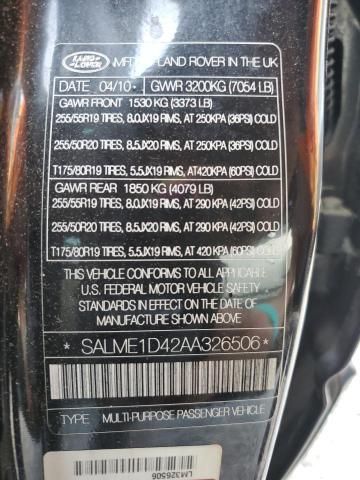 LAND-ROVER
MFD. BY LAND ROVER IN THE UK
DATE 04/10 GVWR 3200KG (7054 LB)
GAWR FRONT 1530 KG (3373 LB)
255/55R19 TIRES, 8.0JX19 RIMS, AT 250KPA (36PSI) COLD
255/50R20 TIRES, 8.5JX20 RIMS, AT 250KPA (36PSI) COLD
T175/80R19 TIRES, 5.5JX19 RIMS, AT420KPA (60PSI) COLD
GAWR REAR 1850 KG (4079 LB)
255/55R19 TIRES, 8.0JX19 RIMS, AT 290 KPA (42PSI) COLD
255/50R20 TIRES, 8.5JX20 RIMS, AT 290 KPA (42PSI) COLD
T175/80R19 TIRES, 5.5JX19 RIMS, AT 420 KPA (60PSI) COLD
THIS VEHICLE CONFORMS TO ALL APPLICABLE
U.S. FEDERAL MOTOR VEHICLE SAFETY
STANDARDS IN EFFECT ON THE DATE OF
MANUFACTURE SHOWN ABOVE.
* SALME1D42AA326506 *
TYPE MULTI-PURPOSE PASSENGER VEHICLE
LM326506